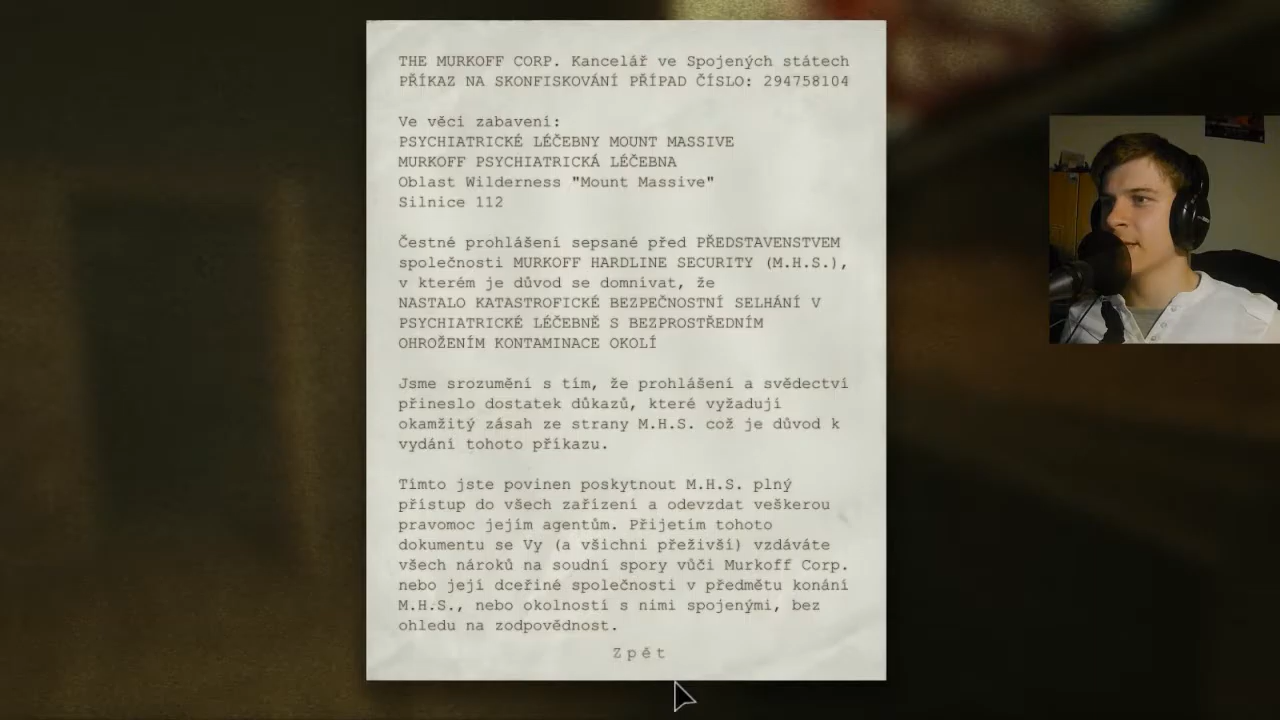 THE MURKOFF CORP. Kancelář ve Spojených státech
PŘÍKAZ NA SKONFISKOVÁNÍ PŘÍPAD ČÍSLO: 294758104
Ve věci zabavení:
PSYCHIATRICKÉ LÉČEBNY MOUNT MASSIVE
MURKOFF PSYCHIATRICKÁ LÉČEBNA
Oblast Wilderness "Mount Massive"
Silnice 112
Čestné prohlášení sepsané před PŘEDSTAVENSTVEM
společnosti MURKOFF HARDLINE SECURITY (M.H.S.),
v kterém je důvod se domnívat, že
NASTALO KATASTROFICKÉ BEZPEČNOSTNÍ SELHÁNÍ V
PSYCHIATRICKÉ LÉČEBNĚ S BEZPROSTŘEDNÍM
OHROŽENÍM KONTAMINACE OKOLÍ
Jsme srozuměni s tím, že prohlášení a svědectví
přineslo dostatek důkazů, které vyžadují
okamžitý zásah ze strany M.H.S. což je důvod k
vydání tohoto příkazu.
Tímto jste povinen poskytnout M.H.S. plný
přístup do všech zařízení a odevzdat veškerou
pravomoc jejím agentům. Přijetím tohoto
dokumentu se Vy (a všichni přeživší) vzdáváte
všech nároků na soudní spory vůči Murkoff Corp.
nebo její dceřiné společnosti v předmětu konání
M.H.S., nebo okolností s nimi spojenými, bez
ohledu na zodpovědnost.
Zpět